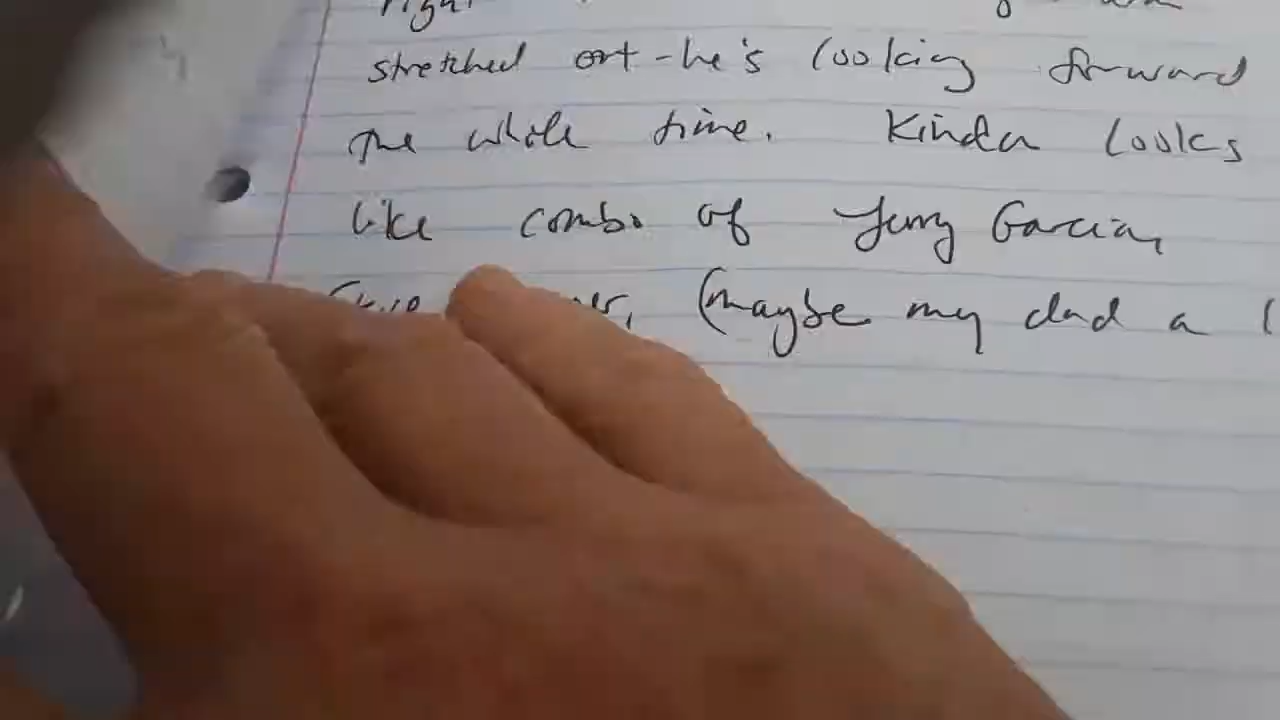 stretched out - he's looking forward
the whole time. Kinda looks
like combo of Jerry Garcia,
(maybe my dad a